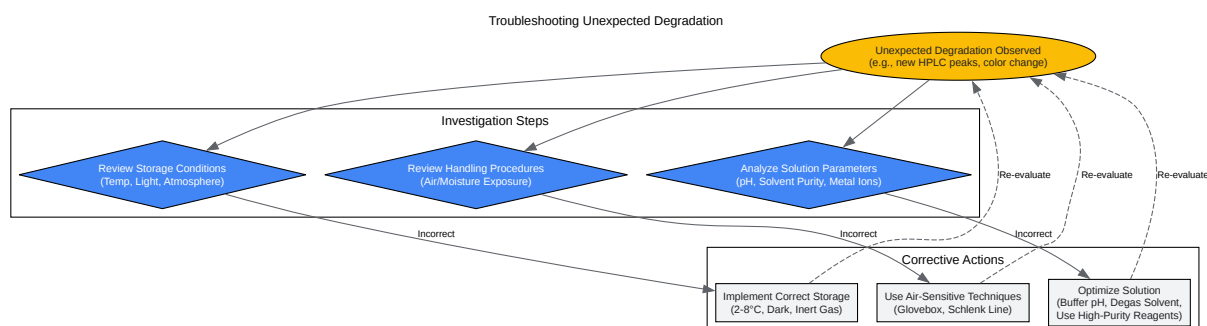 Troubleshooting Unexpected Degradation
Unexpected Degradation Observed
(e.g., new HPLC peaks, color change)
Investigation Steps
Review Storage Conditions
(Temp, Light, Atmosphere)
Review Handling Procedures
(Air/Moisture Exposure)
Analyze Solution Parameters
(pH, Solvent Purity, Metal Ions)
Re-evaluate
Re-evaluate
Re-evaluate
Incorrect
Incorrect
Incorrect
Corrective Actions
Implement Correct Storage
(2-8°C, Dark, Inert Gas)
Use Air-Sensitive Techniques
(Glovebox, Schlenk Line)
Optimize Solution
(Buffer pH, Degas Solvent,
Use High-Purity Reagents)